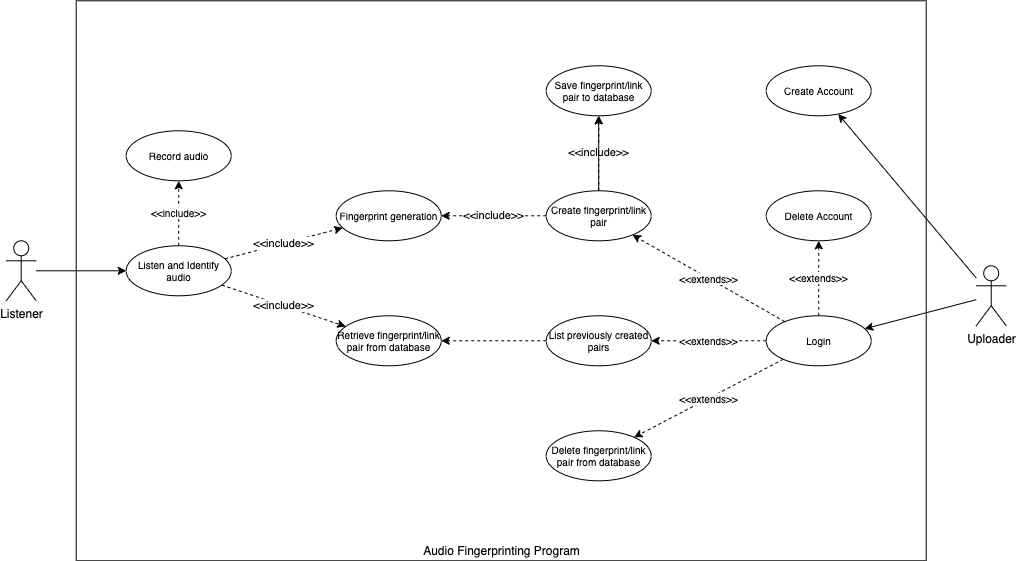 Save fingerprint/link
pair to database
Create Account
<<include>>
Record audio
<<include>>
Fingerprint generation
<<include>>
Create fingerprint/link
pair
Delete Account
<<include>>
Listen and Identify
audio
<<extends>>
<<extends>>
Listener
<<include>>
Retrieve fingerprint/link
pair from database
List previously created
pairs
<<extends>>
Login
Uploader
<<extends>>
Delete fingerprint/link
pair from database
Audio Fingerprinting Program